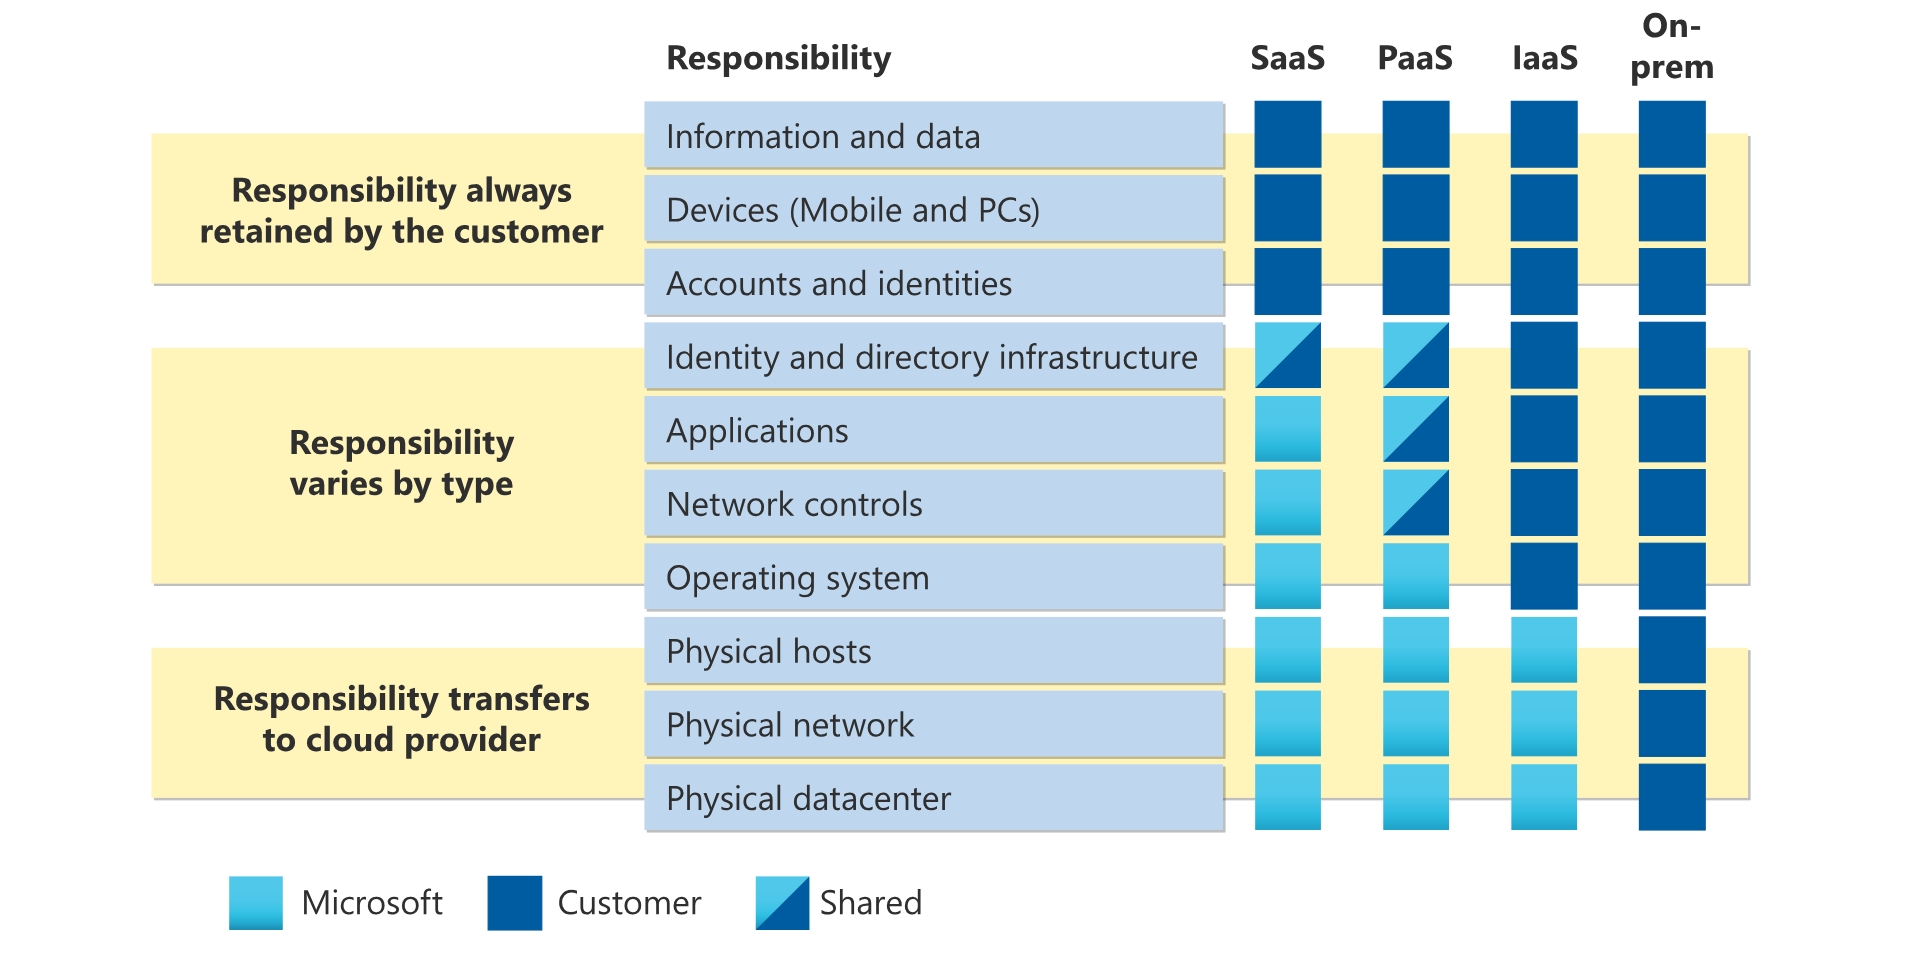 Responsibility
SaaS
PaaS
IaaS
On-
prem
Responsibility always
retained by the customer
Information and data
Devices (Mobile and PCs)
Accounts and identities
Responsibility
varies by type
Identity and directory infrastructure
Applications
Network controls
Operating system
Responsibility transfers
to cloud provider
Physical hosts
Physical network
Physical datacenter
Microsoft
Customer
Shared